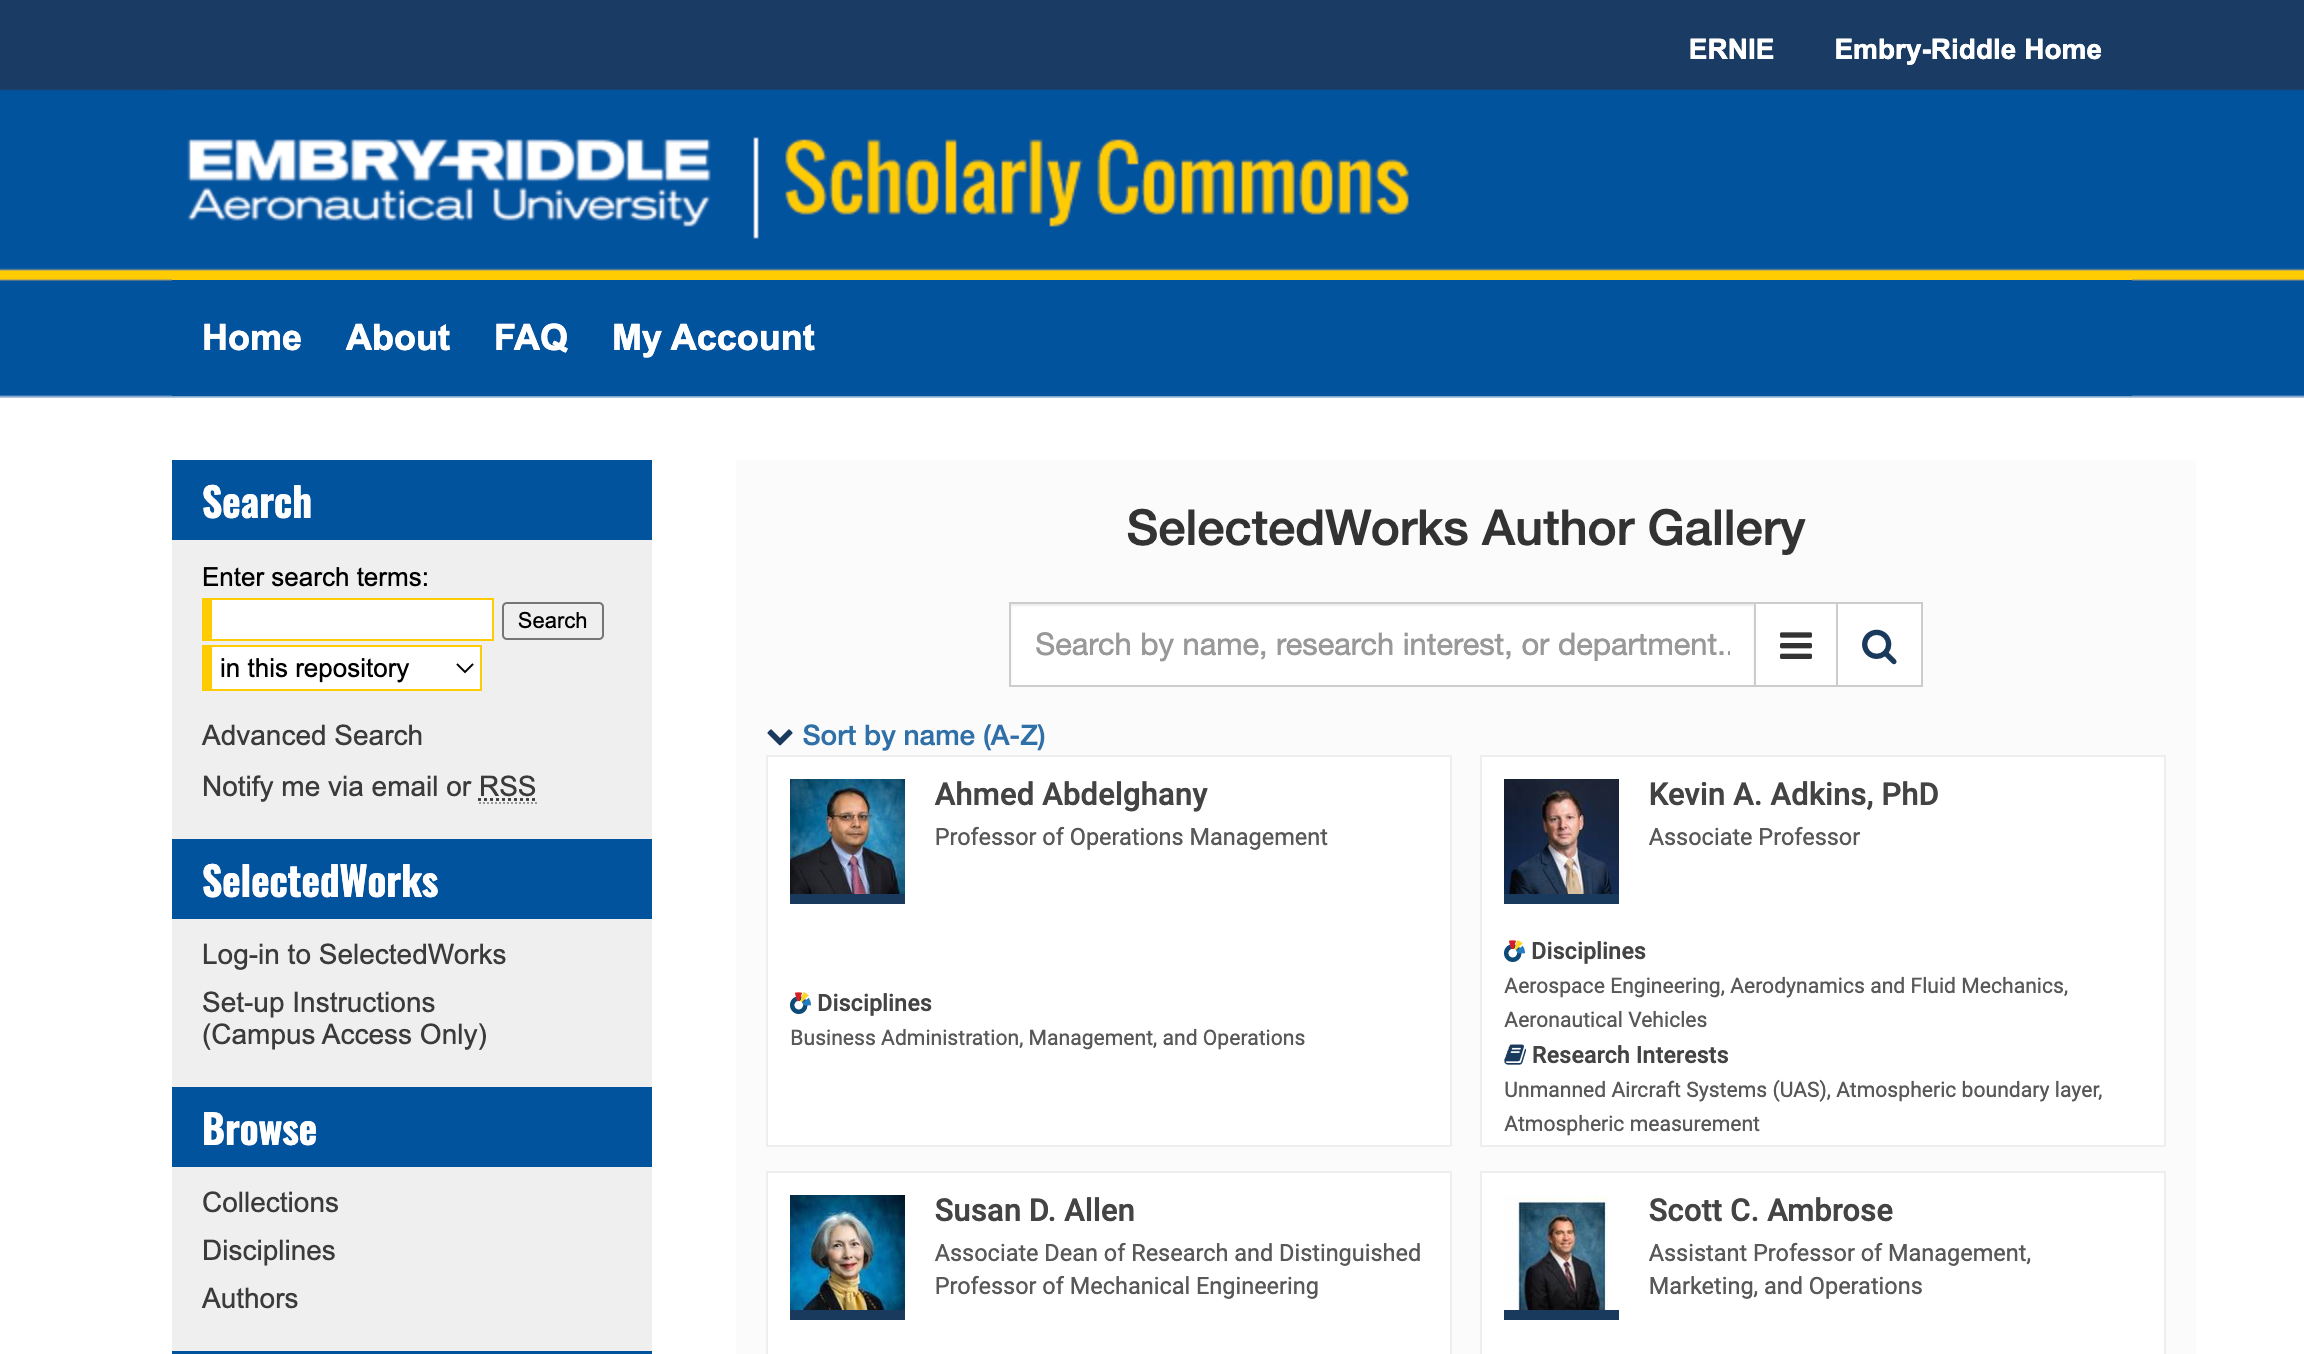 ERNIE Embry-Riddle Home
EMBRY-RIDDLE
Aeronautical University
Scholarly Commons
Home About FAQ My Account
Search
Enter search terms:
Search
in this repository
Advanced Search
Notify me via email or RSS
SelectedWorks
Log-in to SelectedWorks
Set-up Instructions
(Campus Access Only)
Browse
Collections
Disciplines
Authors
SelectedWorks Author Gallery
Search by name, research interest, or department..
Sort by name (A-Z)
Ahmed Abdelghany
Professor of Operations Management
Disciplines
Business Administration, Management, and Operations
Kevin A. Adkins, PhD
Associate Professor
Disciplines
Aerospace Engineering, Aerodynamics and Fluid Mechanics,
Aeronautical Vehicles
Research Interests
Unmanned Aircraft Systems (UAS), Atmospheric boundary layer,
Atmospheric measurement
Susan D. Allen
Associate Dean of Research and Distinguished
Professor of Mechanical Engineering
Scott C. Ambrose
Assistant Professor of Management,
Marketing, and Operations